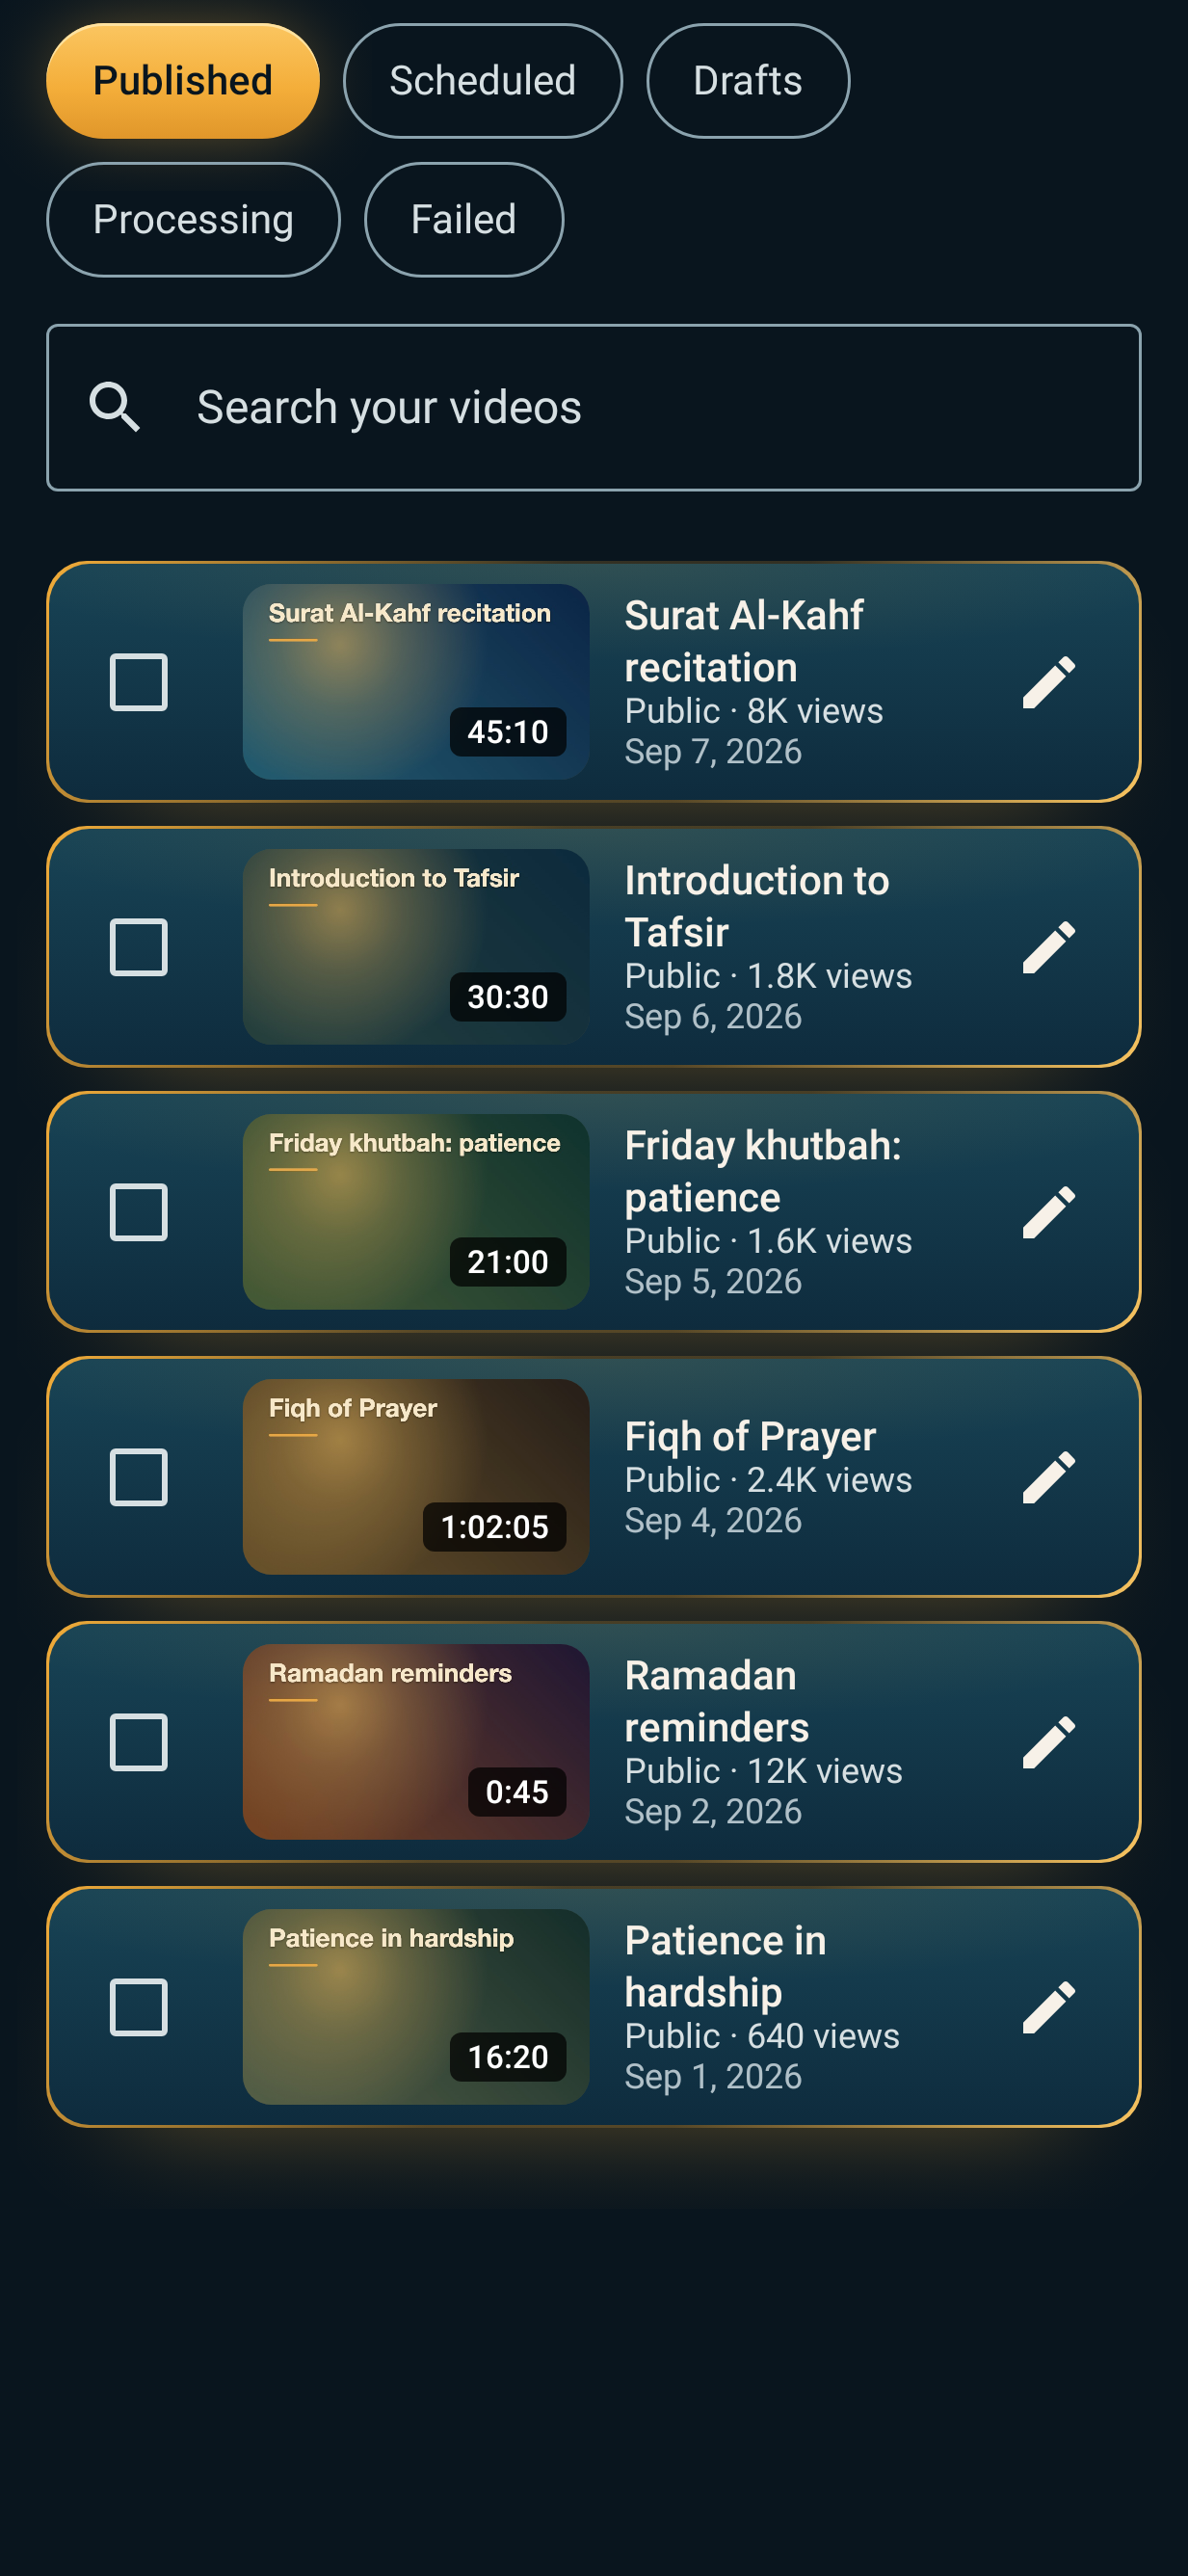 Published
Scheduled
Drafts
Processing
Failed
Search your videos
Surat Al-Kahf recitation
45:10
Surat Al-Kahf
recitation
Public · 8K views
Sep 7, 2026
Introduction to Tafsir
30:30
Introduction to
Tafsir
Public · 1.8K views
Sep 6, 2026
Friday khutbah: patience
21:00
Friday khutbah:
patience
Public · 1.6K views
Sep 5, 2026
Fiqh of Prayer
1:02:05
Fiqh of Prayer
Public · 2.4K views
Sep 4, 2026
Ramadan reminders
0:45
Ramadan
reminders
Public · 12K views
Sep 2, 2026
Patience in hardship
16:20
Patience in
hardship
Public · 640 views
Sep 1, 2026